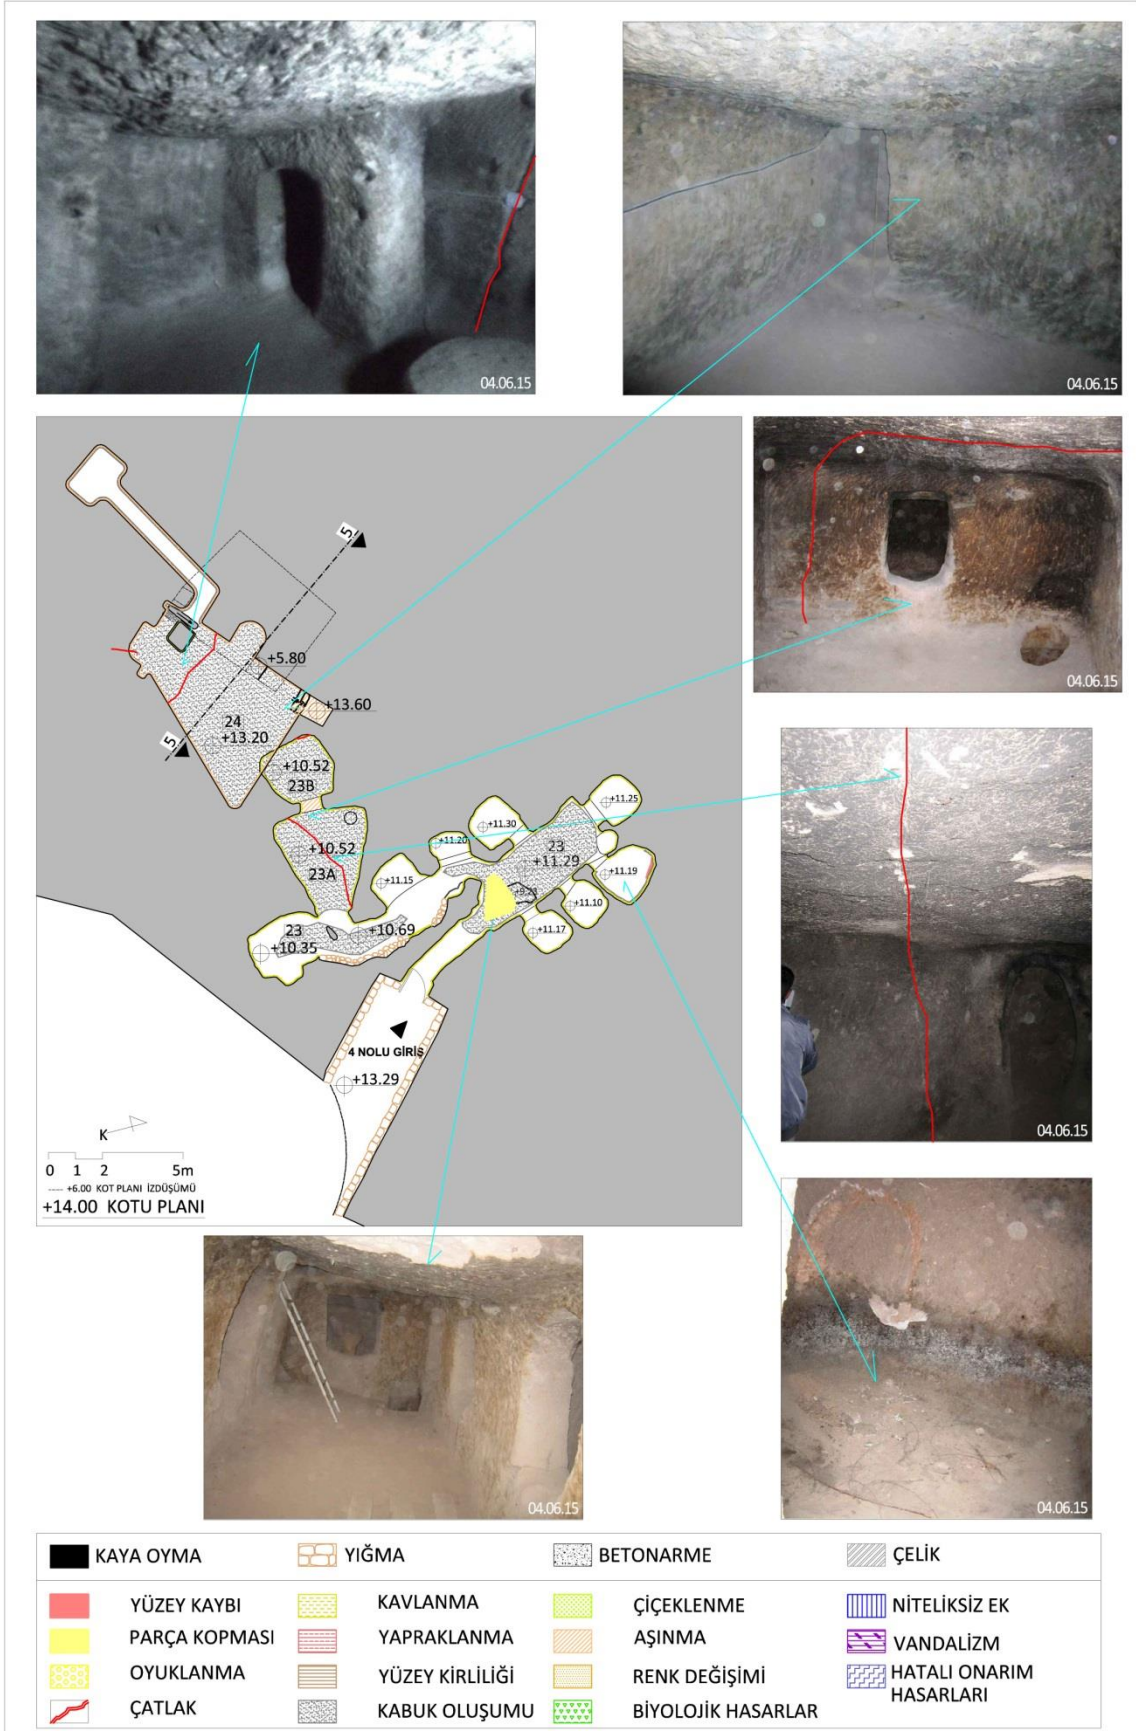 04.06.15
04.06.15
5
+5.80
+13.60
24
+13.20
5
+10.52
23B
+10.52
23A
+11.25
+11.30
+11.20
23
+11.29
+11.19
+11.15
+11.10
+11.17
23
+10.35
+10.69
4 NOLU GİRİŞ
+13.29
K
0 1 2 5m
+6.00 KOT PLANI İZDÜŞÜMÜ
+14.00 KOTU PLANI
04.06.15
04.06.15
04.06.15
04.06.15
KAYA OYMA YIĞMA BETONARME ÇELİK
YÜZEY KAYBI KAVLANMA ÇİÇEKLENME NİTELİKSİZ EK
PARÇA KOPMASI YAPRAKLANMA AŞINMA VANDALİZM
OYUKLANMA YÜZEY KİRLİLİĞİ RENK DEĞİŞİMİ HATALI ONARIM
HASARLARI
ÇATLAK KABUK OLUŞUMU BİYOLOJİK HASARLAR